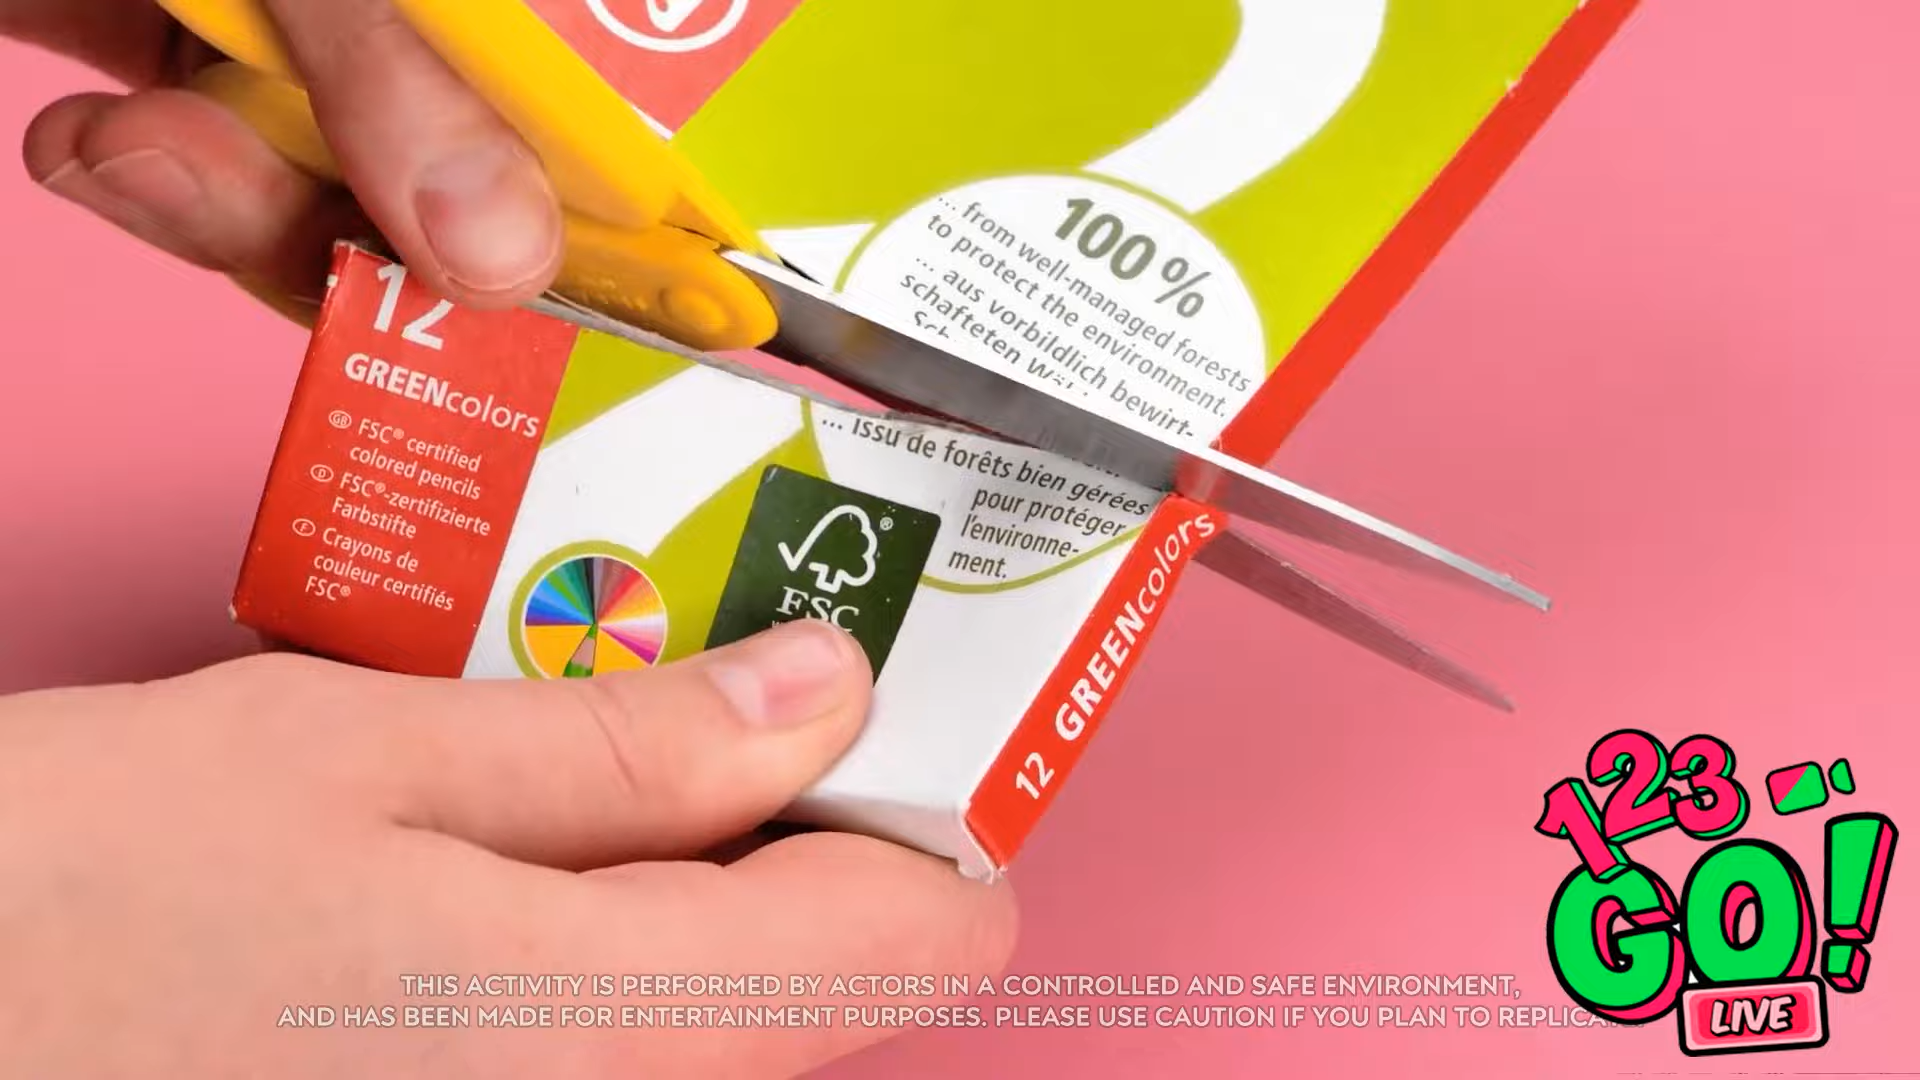 100%
... from well-managed forests
to protect the environment.
... aus vorbildlich bewirt-
schafteten
... issu de forêts bien gérées
pour protéger
l'environne-
ment.
12
GREENcolors
GB FSC® certified
colored pencils
D FSC®-zertifizierte
Farbstifte
F Crayons de
couleur certifiés
FSC®
®
FSC
12 GREENcolors
THIS ACTIVITY IS PERFORMED BY ACTORS IN A CONTROLLED AND SAFE ENVIRONMENT,
AND HAS BEEN MADE FOR ENTERTAINMENT PURPOSES. PLEASE USE CAUTION IF YOU PLAN TO
123
GO!
LIVE